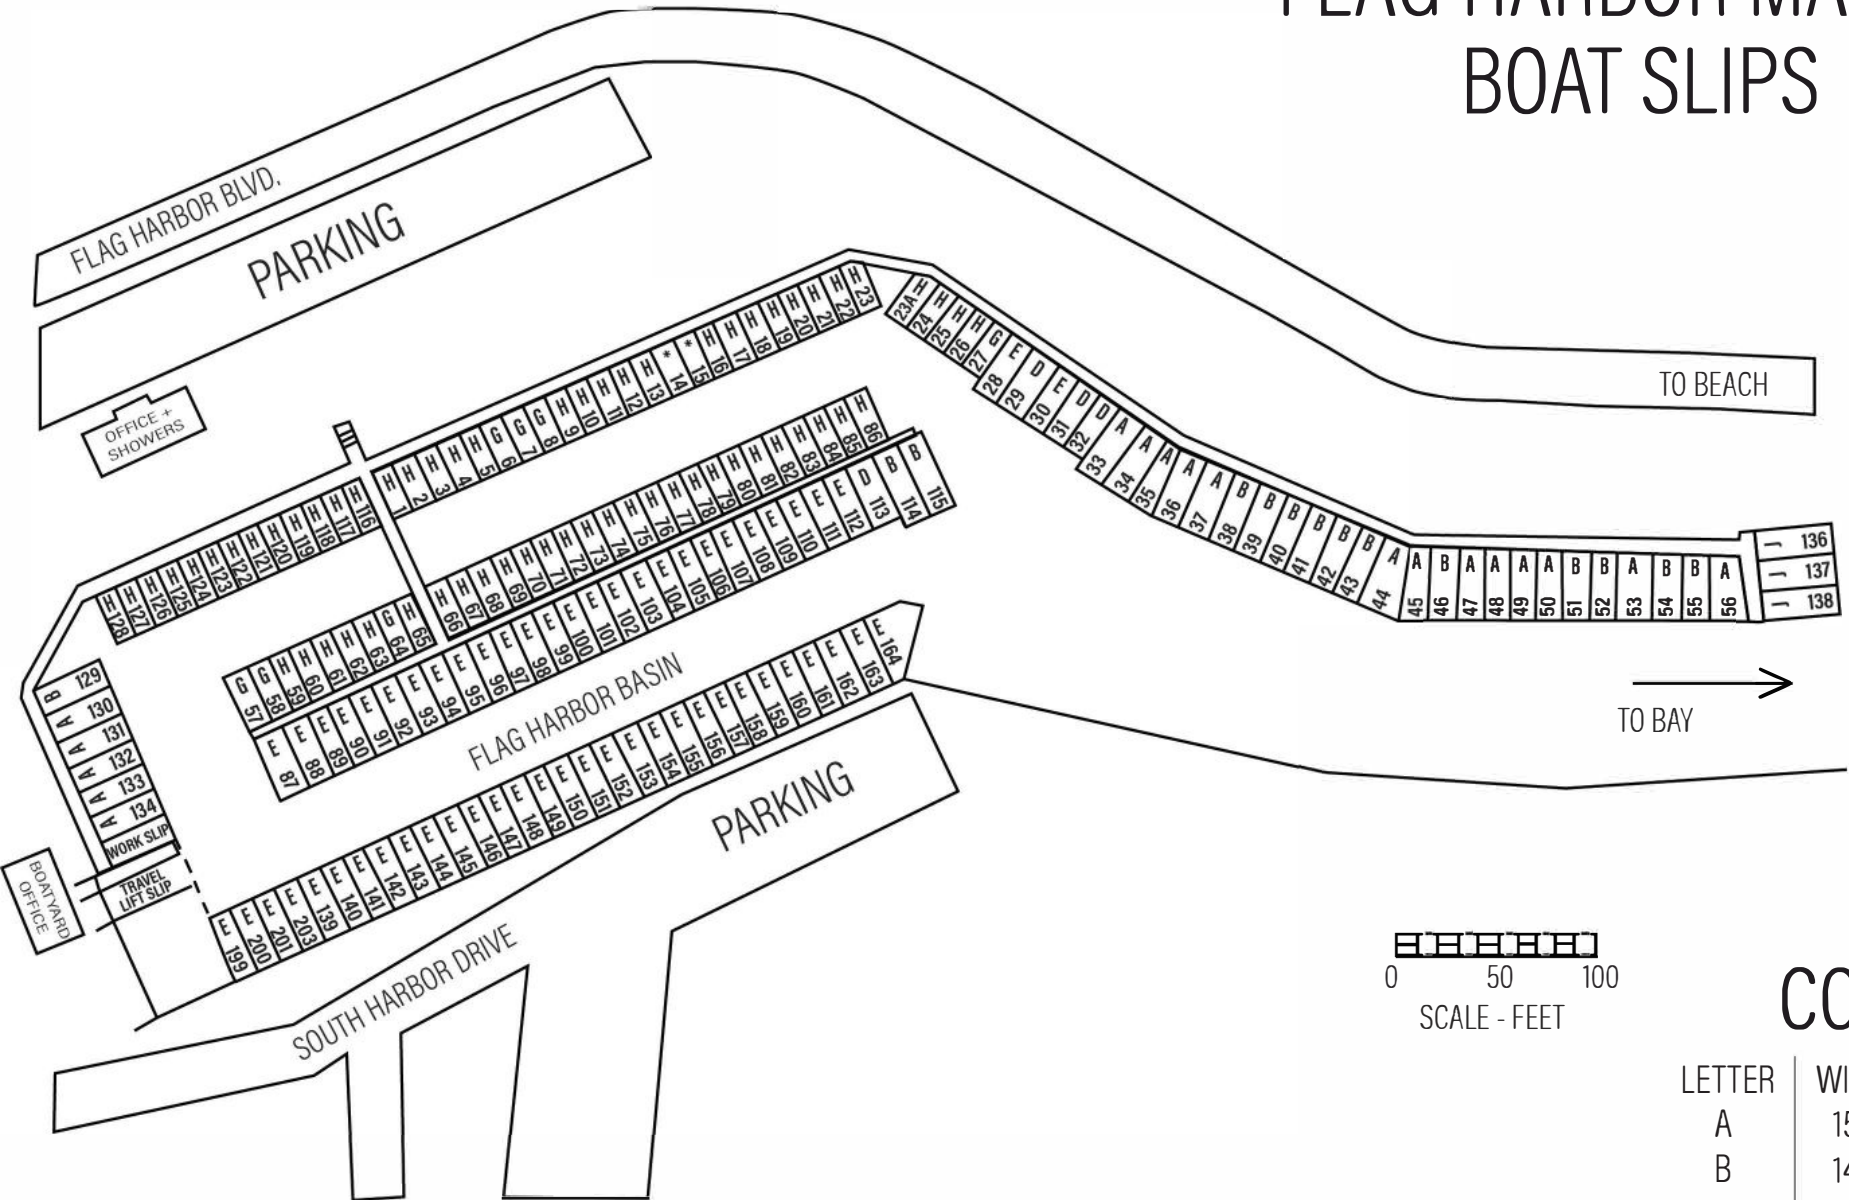 FLAG HARBOR MA
BOAT SLIPS
FLAG HARBOR BLVD.
PARKING
OFFICE +
SHOWERS
TO BEACH
H H H H H G G G H H H H H * * H H H H H H H H
1 2 3 4 5 6 7 8 9 10 11 12 13 14 15 16 17 18 19 20 21 22 23
H H H H G E D E D D A A A A A B B B B B B A
23A 24 25 26 27 28 29 30 31 32 33 34 35 36 37 38 39 40 41 42 43 44
A B A A A A B B A B B A
45 46 47 48 49 50 51 52 53 54 55 56
136
137
138
H H H H H H H H H H H H H
128 127 126 125 124 123 122 121 120 119 118 117 116
G G H H H H H G H
57 58 59 60 61 62 63 64 65
66 67 68 69 70 71 72 73 74 75 76 77 78 79 80 81 82 83 84 85 86
E E E E E E E E E E E E E E E E E E E E E E E E E E D B B
87 88 89 90 91 92 93 94 95 96 97 98 99 100 101 102 103 104 105 106 107 108 109 110 111 112 113 114 115
B 129
A 130
A 131
A 132
A 133
A 134
WORK SLIP
TRAVEL
LIFT SLIP
BOATYARD
OFFICE
FLAG HARBOR BASIN
E E E E E E E E E E E E E E E E E E E E E E E E E E E E E E
199 200 201 203 139 140 141 142 143 144 145 146 147 148 149 150 151 152 153 154 155 156 157 158 159 160 161 162 163 164
PARKING
SOUTH HARBOR DRIVE
TO BAY
0 50 100
SCALE - FEET
CO
LETTER WI
A 15
B 14